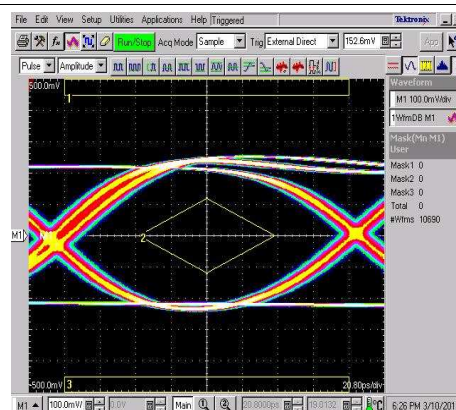 File Edit View Setup Utilities Applications Help Triggered Tektronix
Run/Stop Acq Mode Sample Trig External Direct 152.6mV App
Pulse Amplitude
500.0mV
1
Waveform
M1 100.0mV/div
1WfmDB M1
Mask(Mn M1)
User
Mask1 0
Mask2 0
Mask3 0
Total 0
#Wfms 10690
M1
2
-500.0mV 3 20.80ps/div
M1 100.0mV 0.0V Main 1 2 20.8000ps 19.0132 6:26 PM 3/10/201